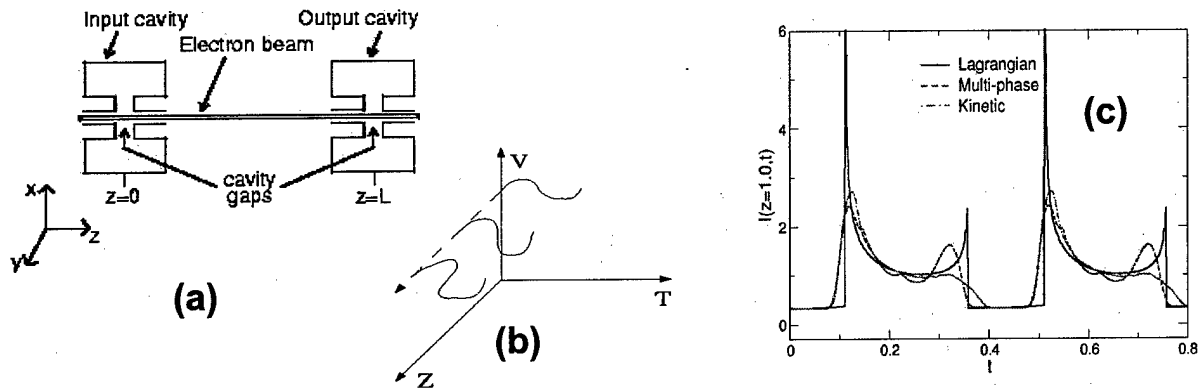 Input cavity
Output cavity
Electron beam
cavity
gaps
z=0
z=L
x
z
y
(a)
V
T
Z
(b)
I(z=1.0,t)
6
4
2
0
0
0.2
0.4
0.6
0.8
t
Lagrangian
Multi-phase
Kinetic
(c)